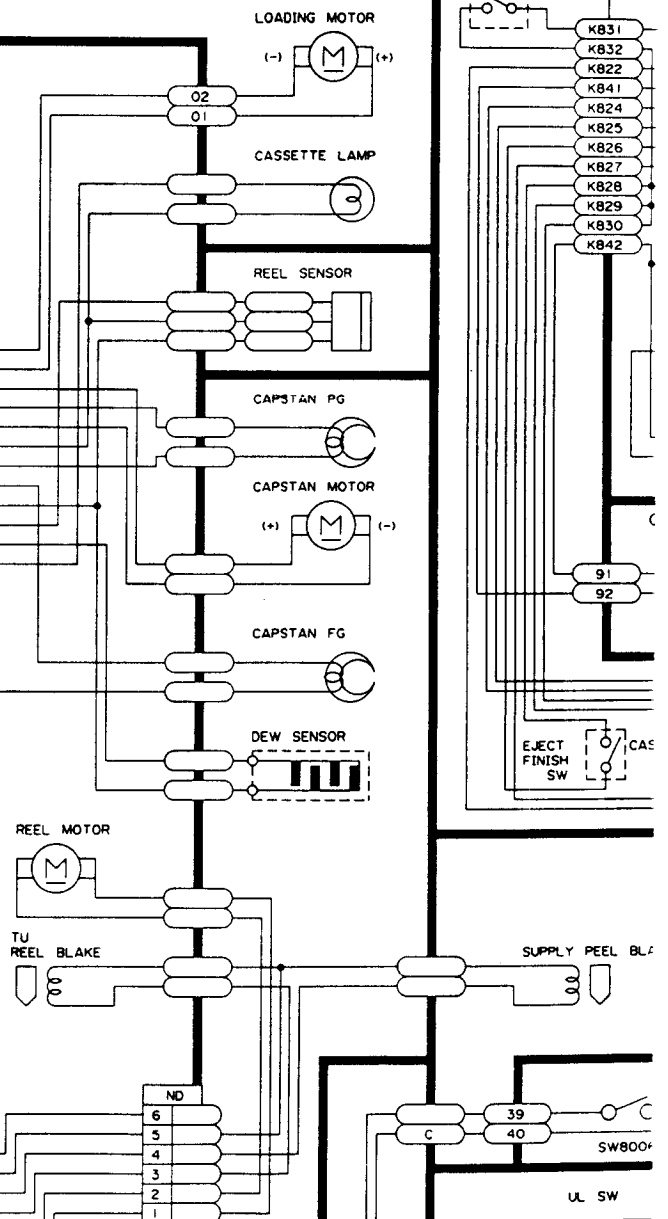 LOADING MOTOR
(-) M (+)
02
01
CASSETTE LAMP
REEL SENSOR
CAPSTAN PG
CAPSTAN MOTOR
(+) M (-)
CAPSTAN FG
DEW SENSOR
REEL MOTOR
M
TU
REEL BLAKE
ND
6
5
4
3
2
1
K831
K832
K822
K841
K824
K825
K826
K827
K828
K829
K830
K842
91
92
EJECT
FINISH
SW
CAS
SUPPLY PEEL BLA
39
C 40
SW800
UL SW